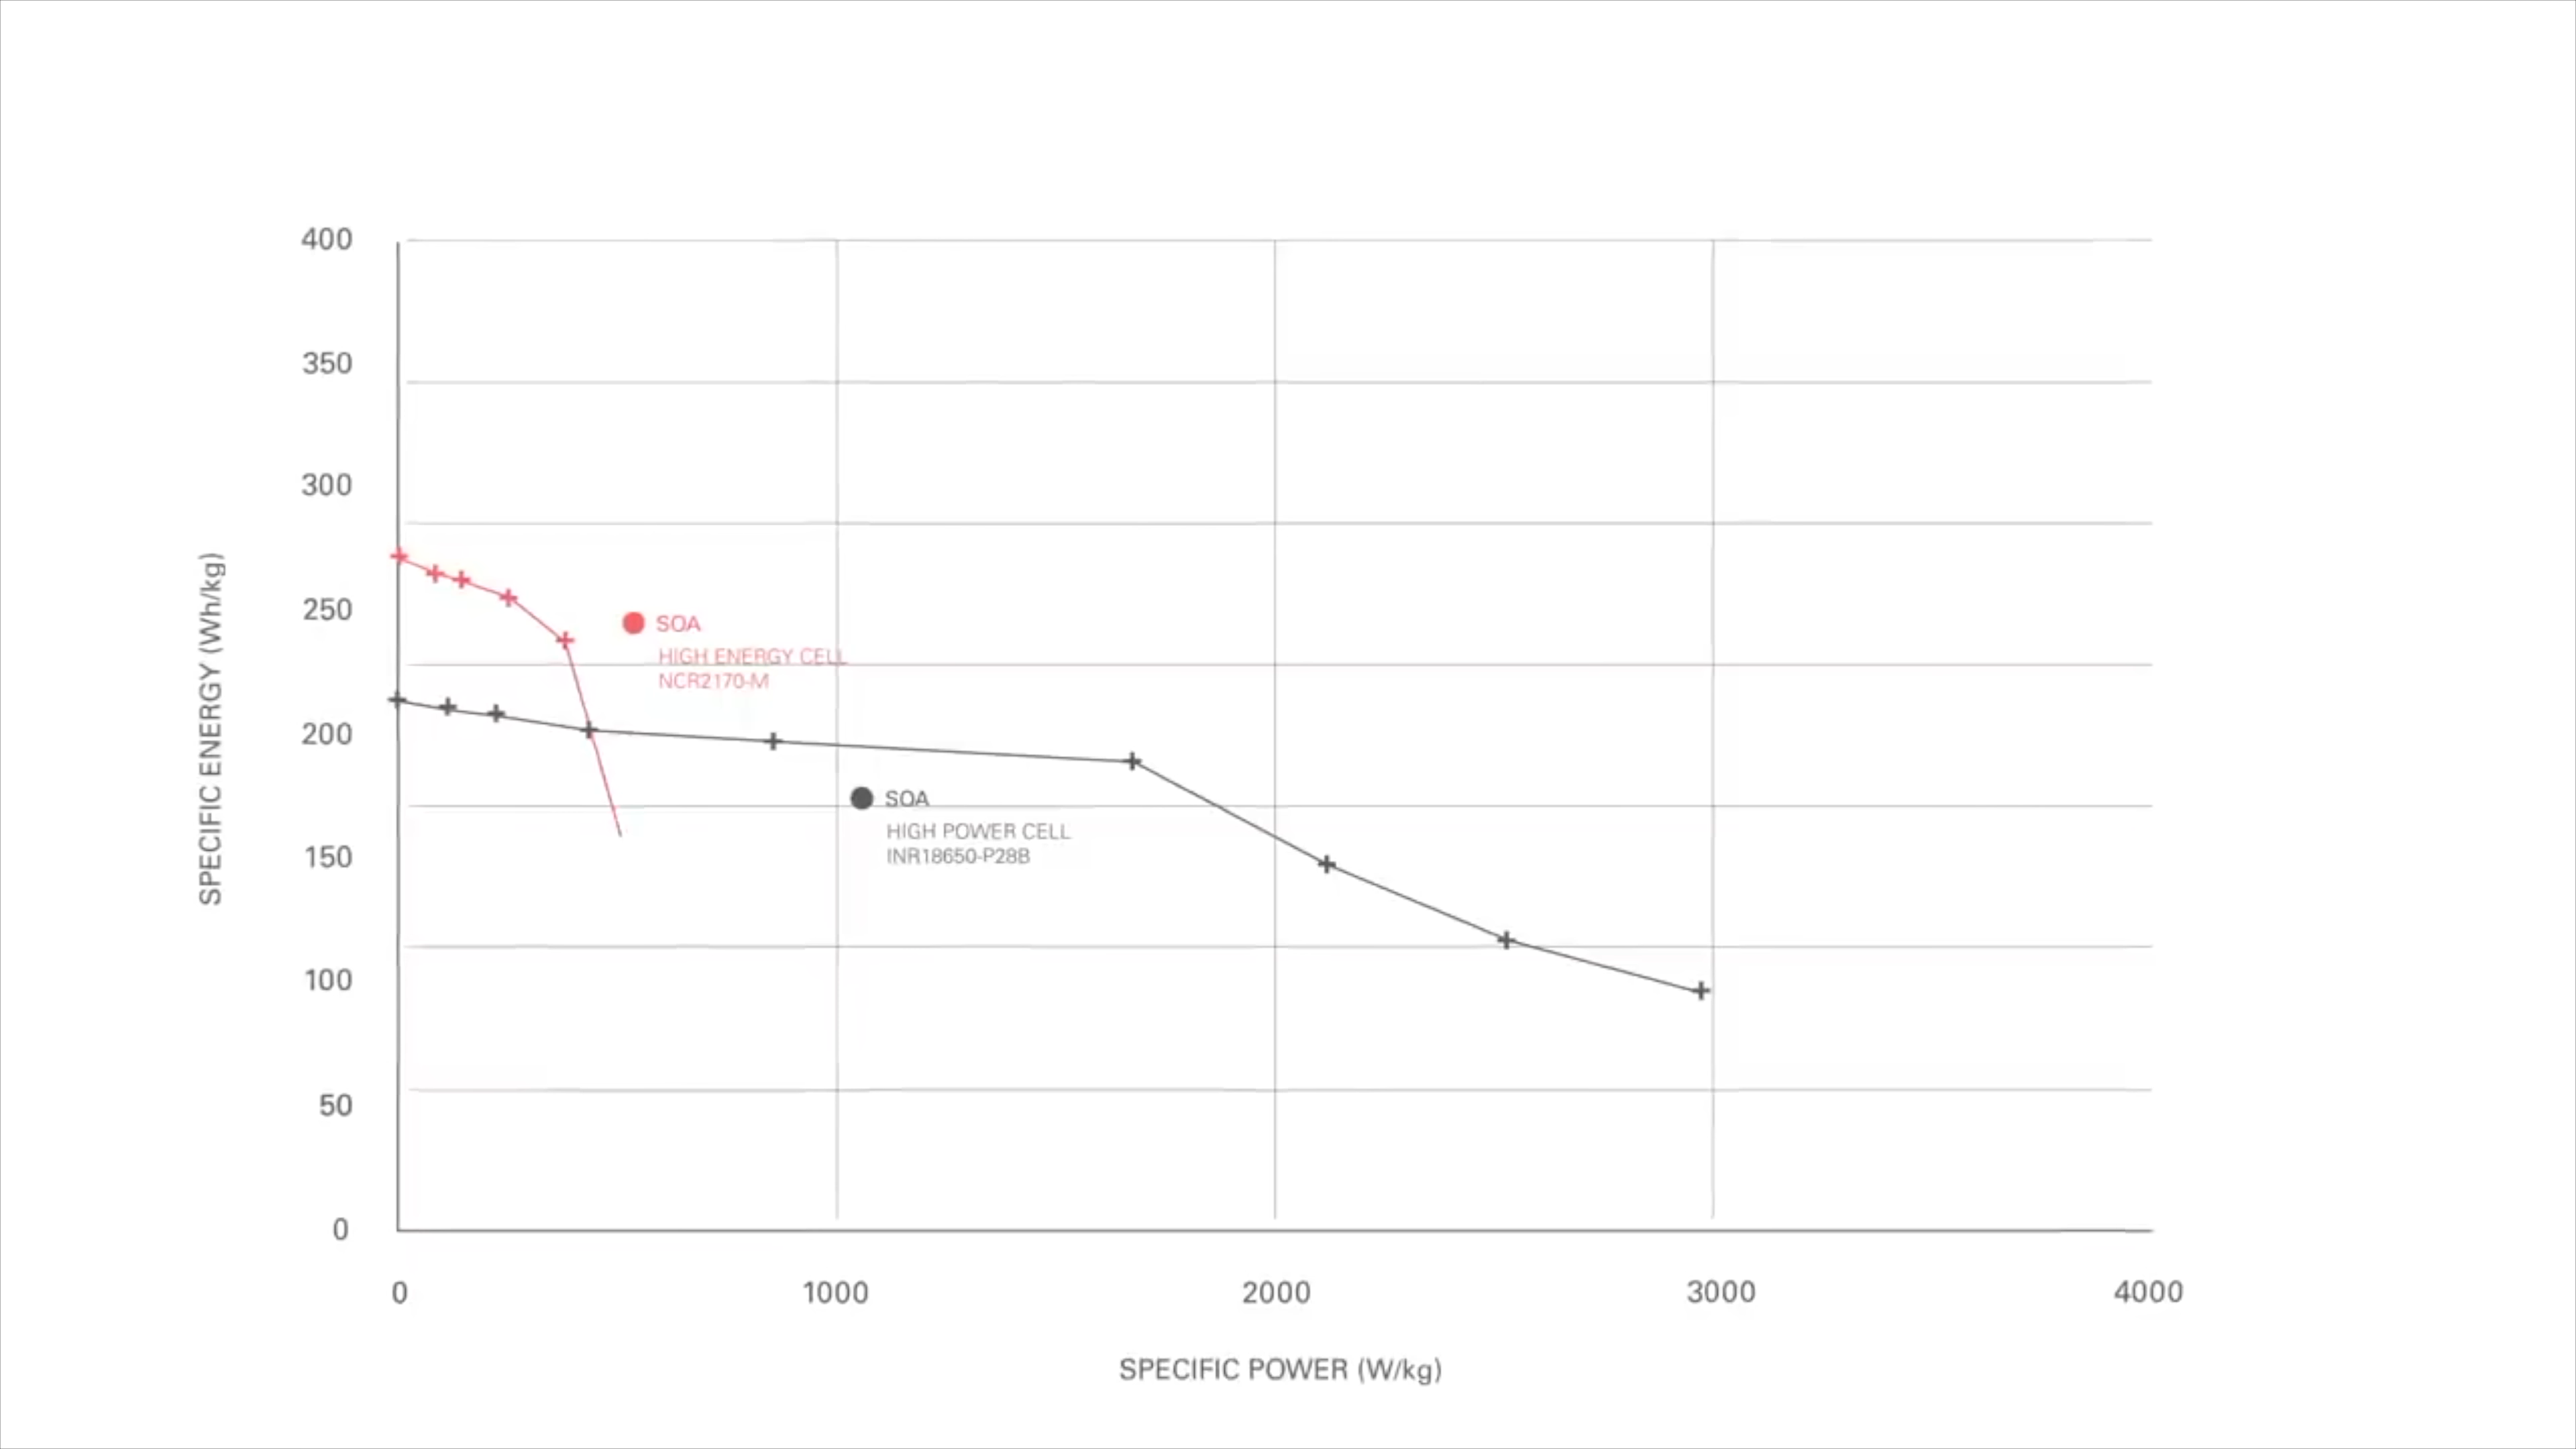 400
350
300
250
200
150
100
50
0
SPECIFIC ENERGY (Wh/kg)
SOA
HIGH ENERGY CELL
NCR2170-M
SOA
HIGH POWER CELL
INR18650-P28B
0 1000 2000 3000 4000
SPECIFIC POWER (W/kg)